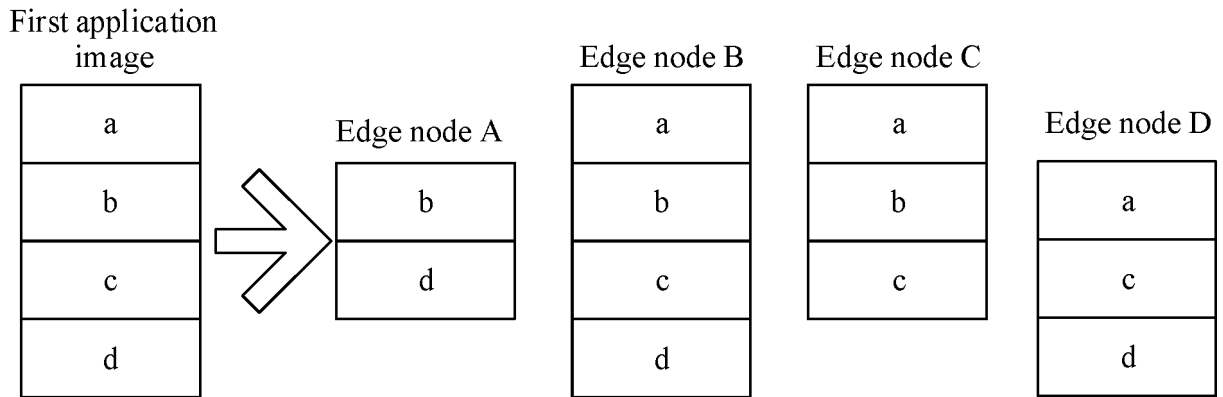 First application
image
a
b
c
d
Edge node A
b
d
Edge node B
a
b
c
d
Edge node C
a
b
c
Edge node D
a
c
d